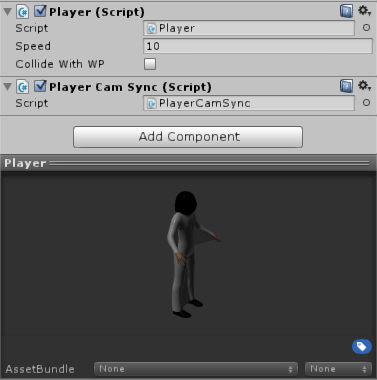 Player (Script)
Script Player
Speed 10
Collide With WP
Player Cam Sync (Script)
Script PlayerCamSync
Add Component
Player
AssetBundle None None